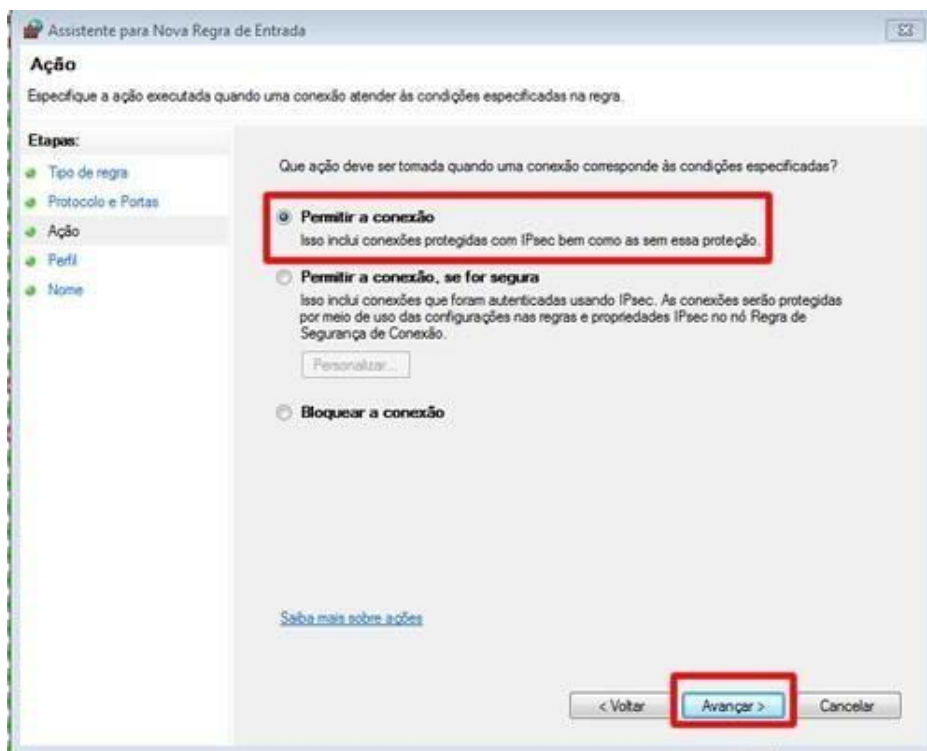 Assistente para Nova Regra de Entrada
Ação
Especifique a ação executada quando uma conexão atender às condições especificadas na regra.
Etapas:
Tipo de regra
Protocolo e Portas
Ação
Perfil
Nome
Que ação deve ser tomada quando uma conexão corresponde às condições especificadas?
Permitir a conexão
Isso inclui conexões protegidas com IPsec bem como as sem essa proteção.
Permitir a conexão, se for segura
Isso inclui conexões que foram autenticadas usando IPsec. As conexões serão protegidas
por meio de uso das configurações nas regras e propriedades IPsec no nó Regra de
Segurança de Conexão.
Personalizar...
Bloquear a conexão
Saiba mais sobre ações
< Voltar
Avançar >
Cancelar